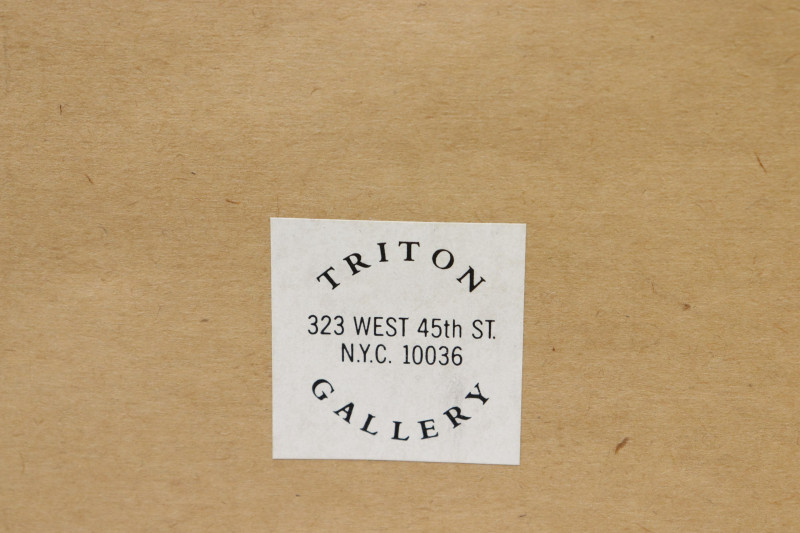 TRITON
323 WEST 45th ST.
N.Y.C. 10036
GALLERY